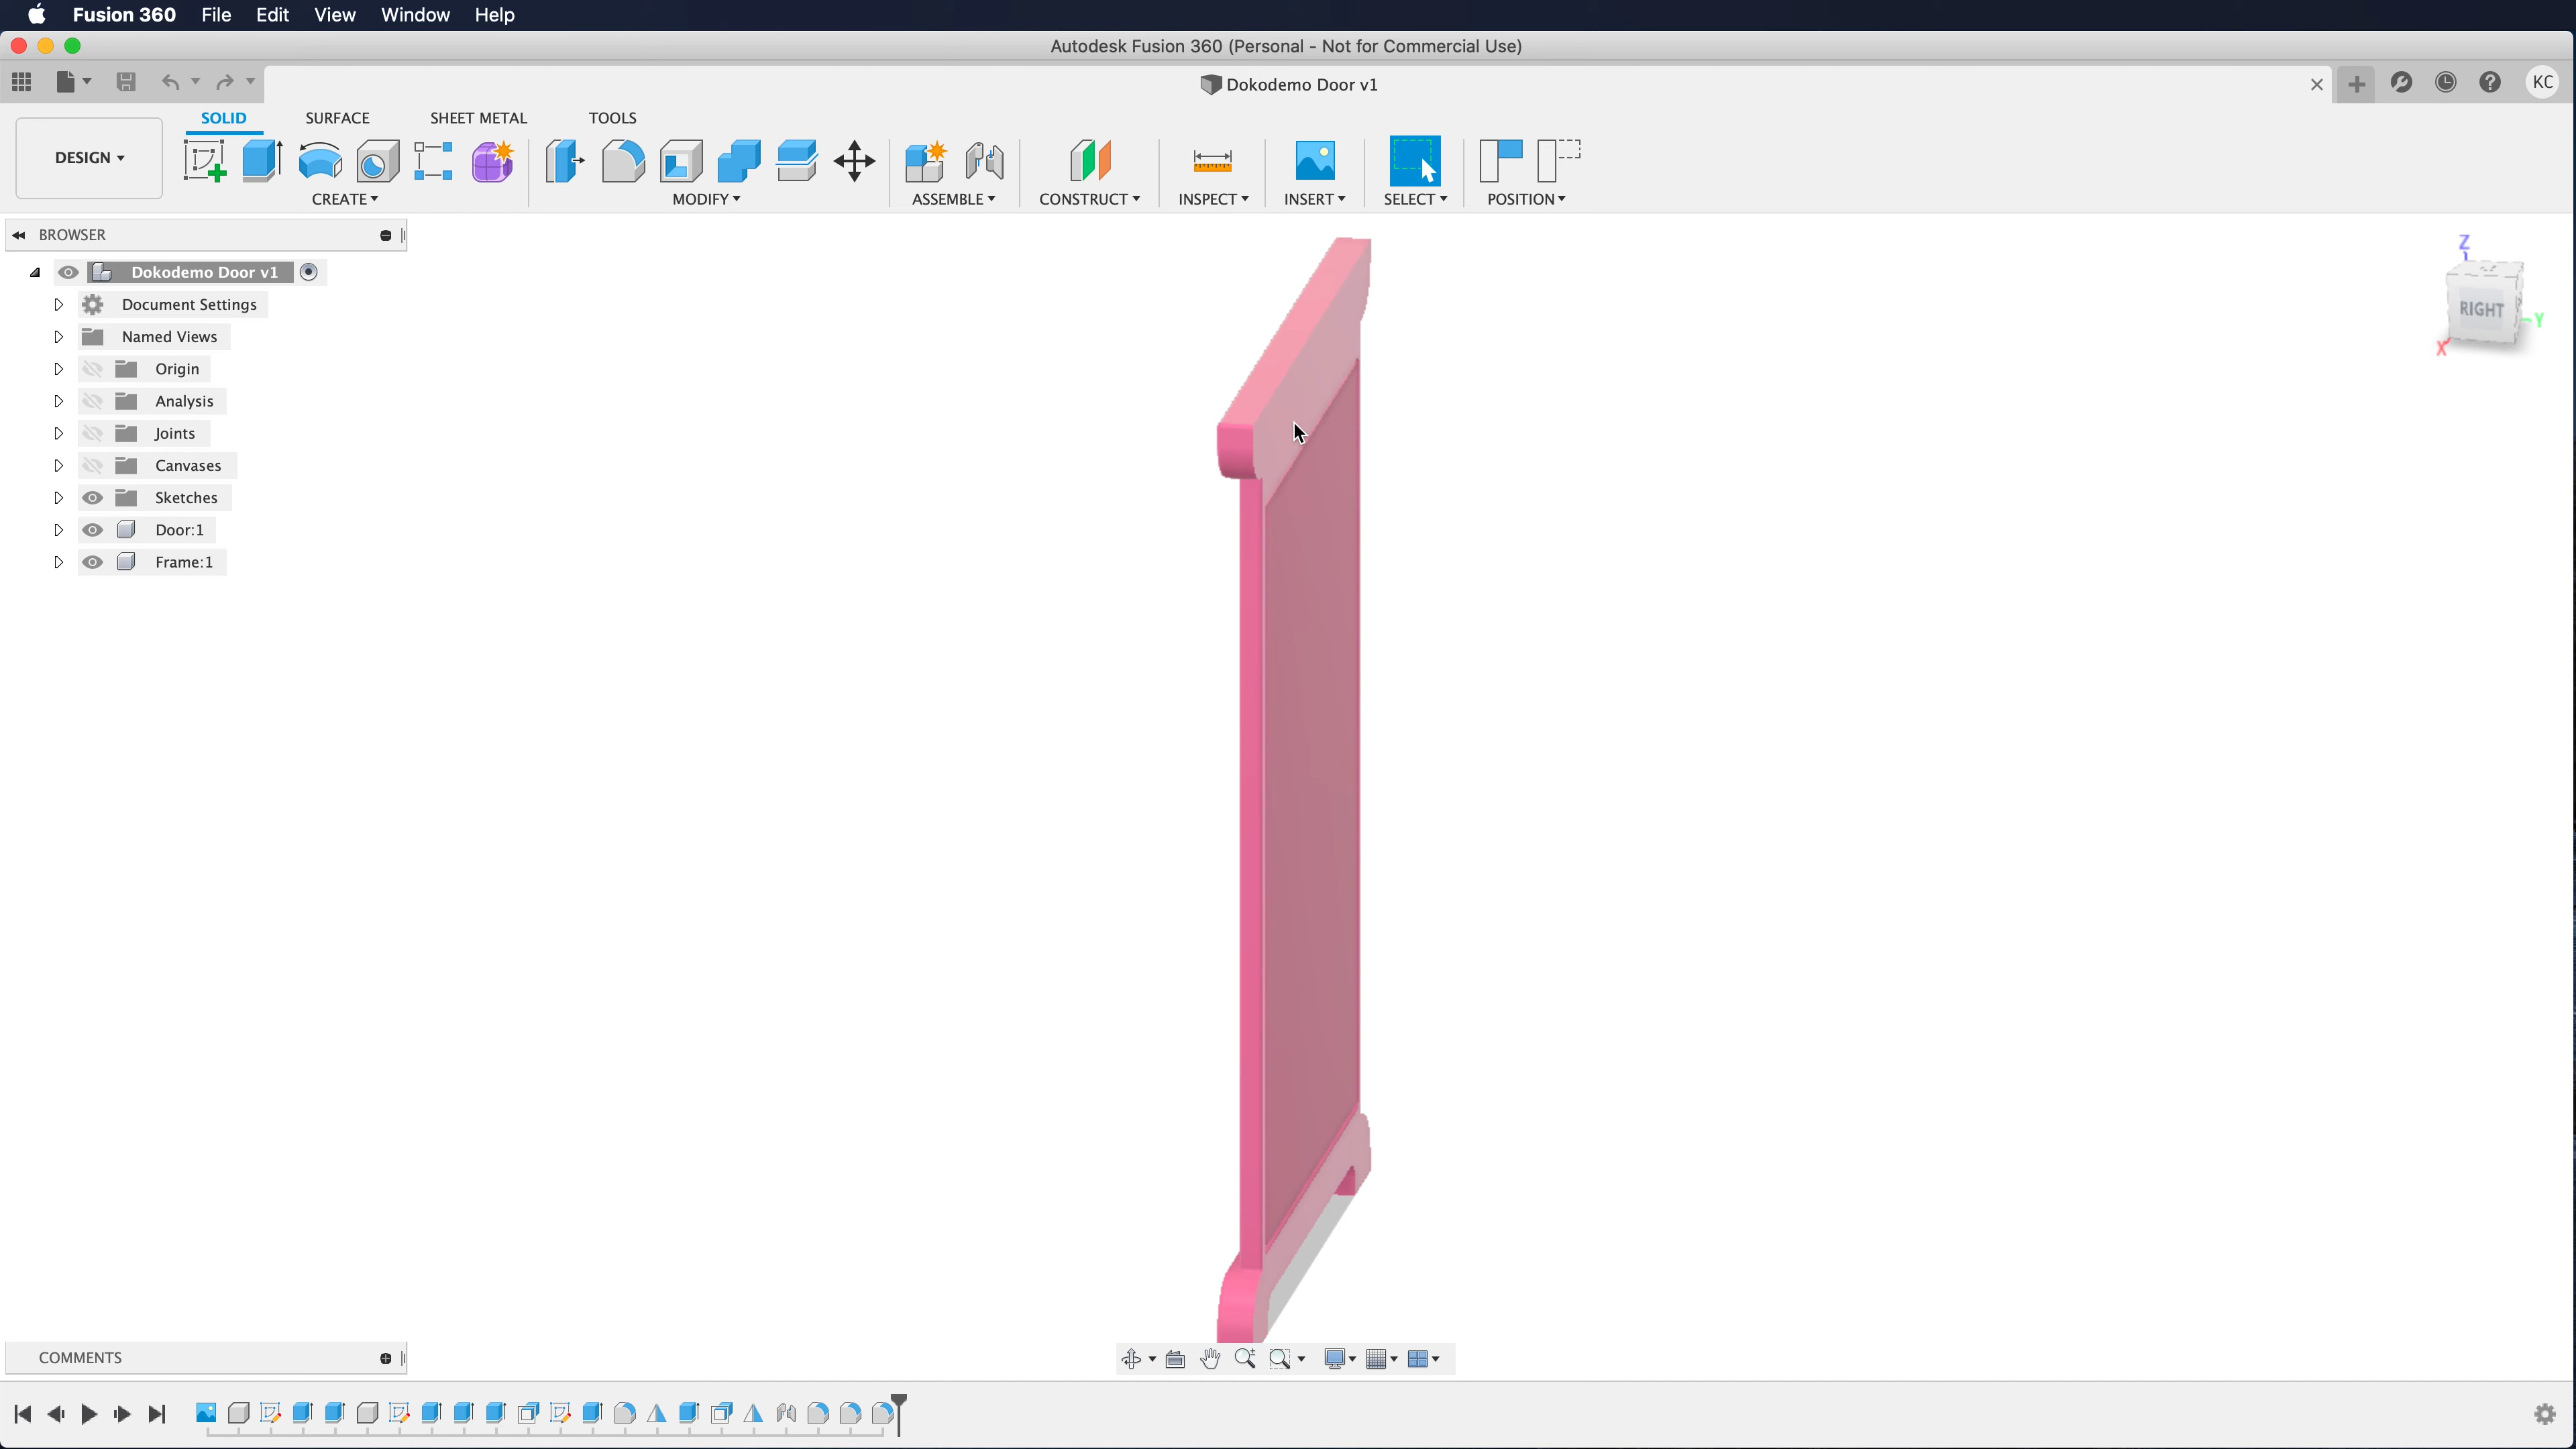 Fusion 360 File Edit View Window Help
Autodesk Fusion 360 (Personal - Not for Commercial Use)
Dokodemo Door v1
KC
SOLID SURFACE SHEET METAL TOOLS
DESIGN
CREATE MODIFY ASSEMBLE CONSTRUCT INSPECT INSERT SELECT POSITION
BROWSER
Dokodemo Door v1
Document Settings
Named Views
Origin
Analysis
Joints
Canvases
Sketches
Door:1
Frame:1
Z
RIGHT
Y
X
COMMENTS